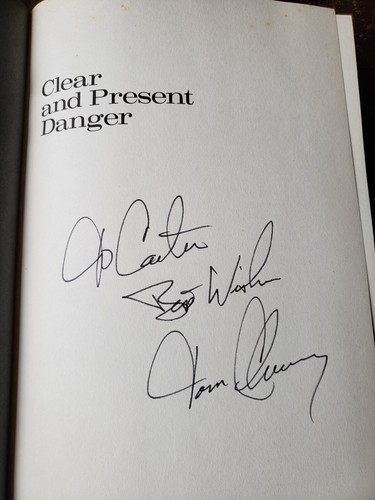 Clear
and Present
Danger
To Carter
Best Wishes
Tom Clancy